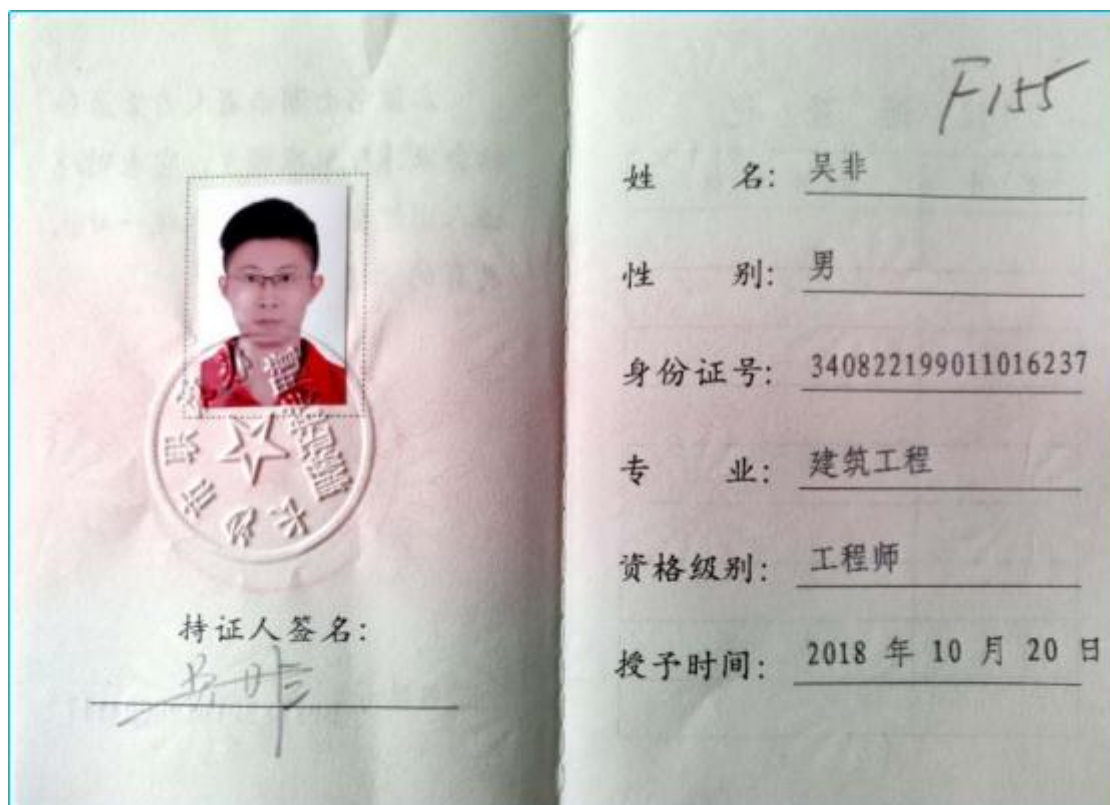 持证人签名:
吴非
F155
姓 名: 吴非
性 别: 男
身份证号: 340822199011016237
专 业: 建筑工程
资格级别: 工程师
授予时间: 2018 年 10 月 20 日